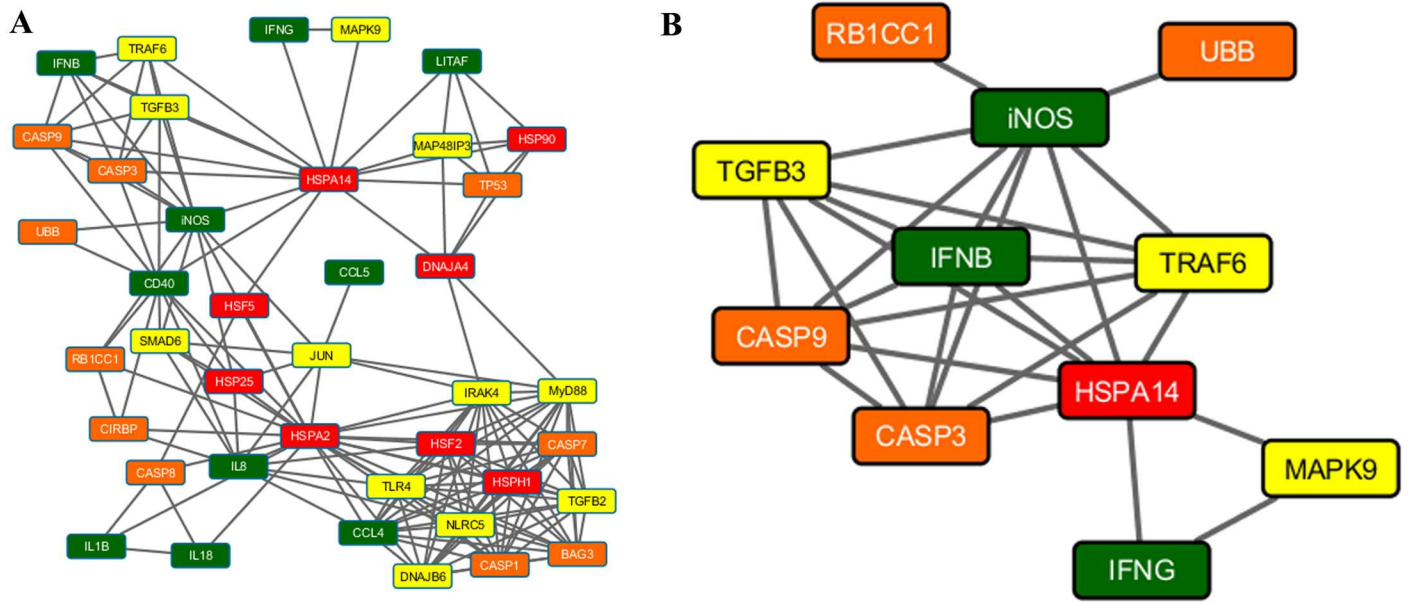 A
IFNG
MAPK9
TRAF6
IFNB
LITAF
TGFB3
CASP9
MAP48IP3
HSP90
CASP3
HSPA14
TP53
iNOS
UBB
DNAJA4
CCL5
CD40
HSF5
SMAD6
JUN
RB1CC1
HSP25
IRAK4
MyD88
CIRBP
HSPA2
HSF2
CASP7
IL8
CASP8
TLR4
HSPH1
TGFB2
NLRC5
CCL4
IL1B
IL18
BAG3
CASP1
DNAJB6
B
RB1CC1
UBB
iNOS
TGFB3
IFNB
TRAF6
CASP9
HSPA14
CASP3
MAPK9
IFNG